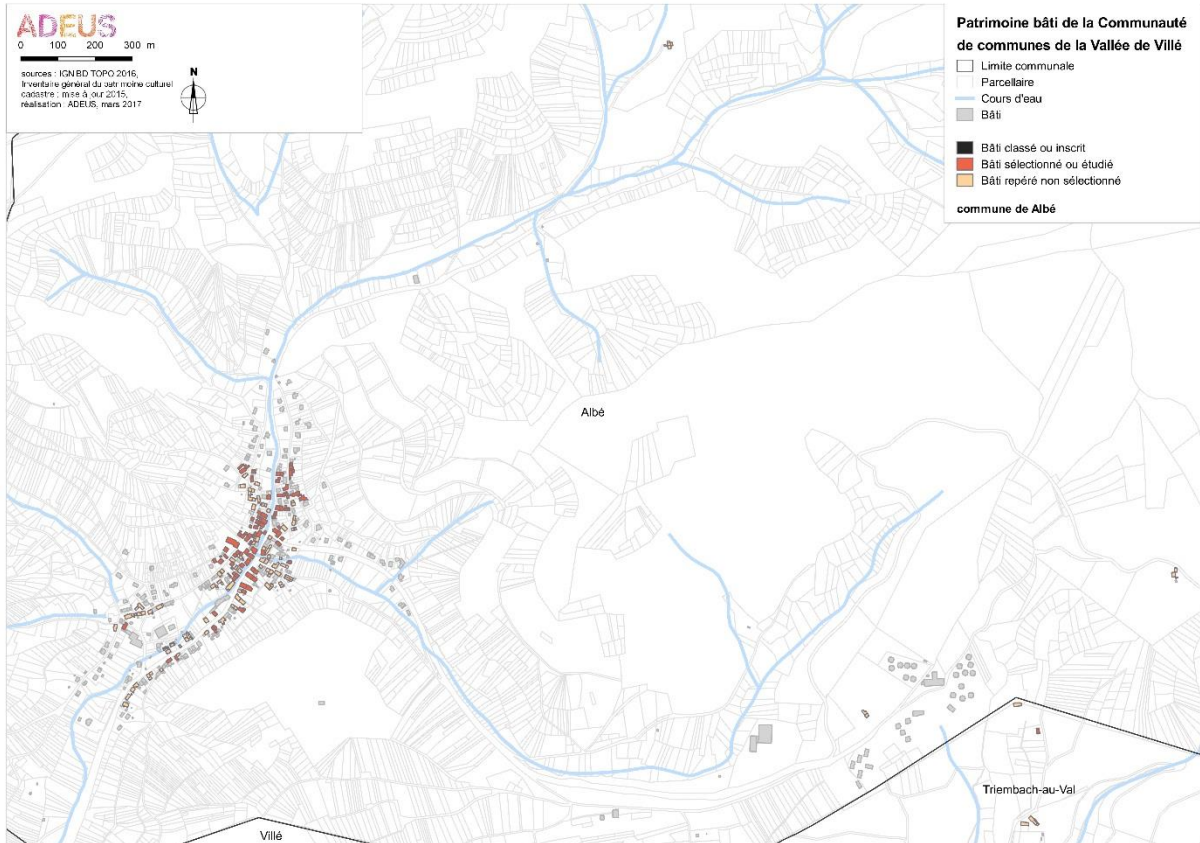 ADEUS
0 100 200 300 m
sources : IGN BD TOPO 2016,
Inventaire général du patrimoine culturel
cadastre : mise à jour 2015,
réalisation : ADEUS, mars 2017
N
Patrimoine bâti de la Communauté
de communes de la Vallée de Villé
Limite communale
Parcellaire
Cours d'eau
Bâti
Bâti classé ou inscrit
Bâti sélectionné ou étudié
Bâti repéré non sélectionné
commune de Albé
Albé
Triembach-au-Val
Villé